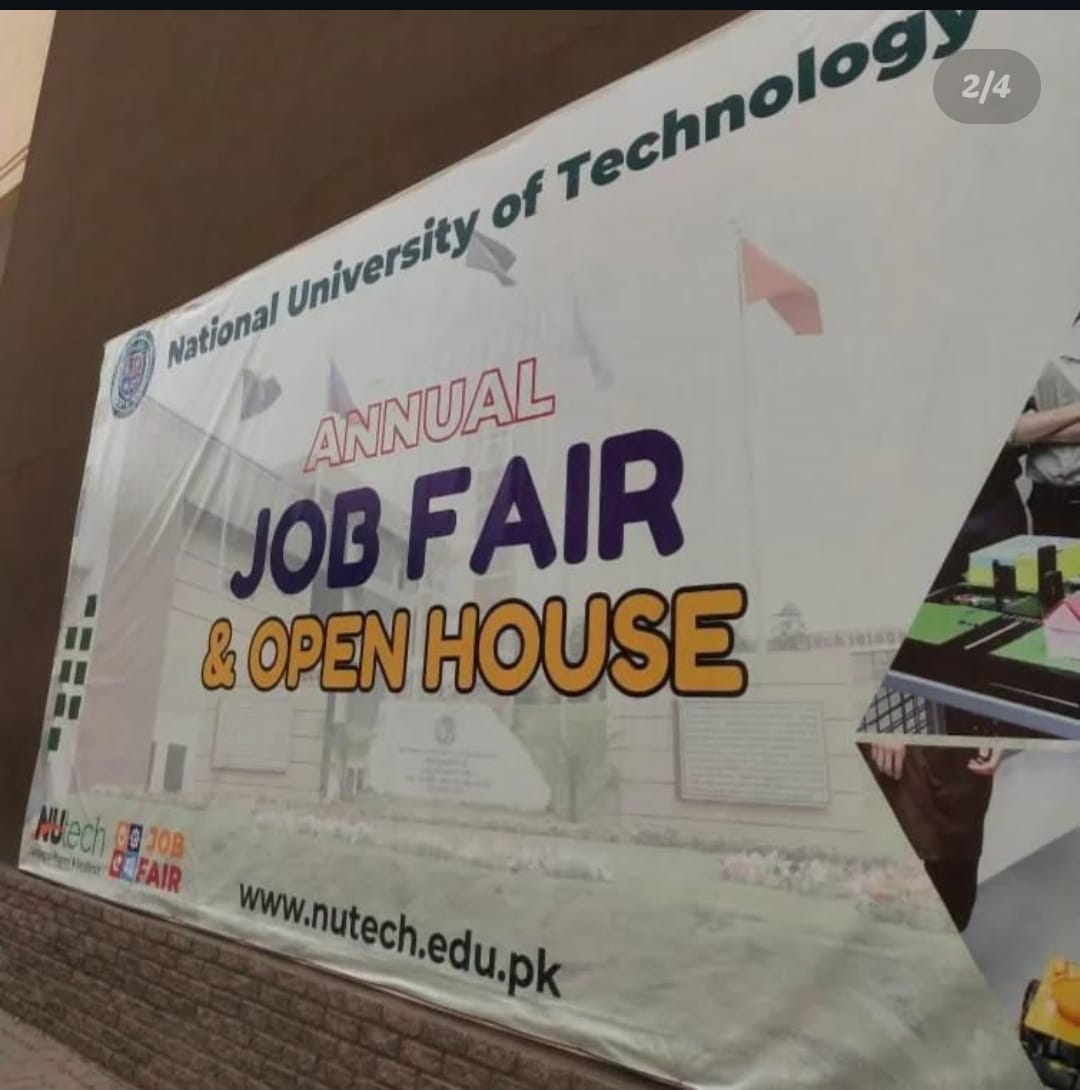 2/4
National University of Technology
ANNUAL
JOB FAIR
& OPEN HOUSE
NUtech
JOB
FAIR
www.nutech.edu.pk